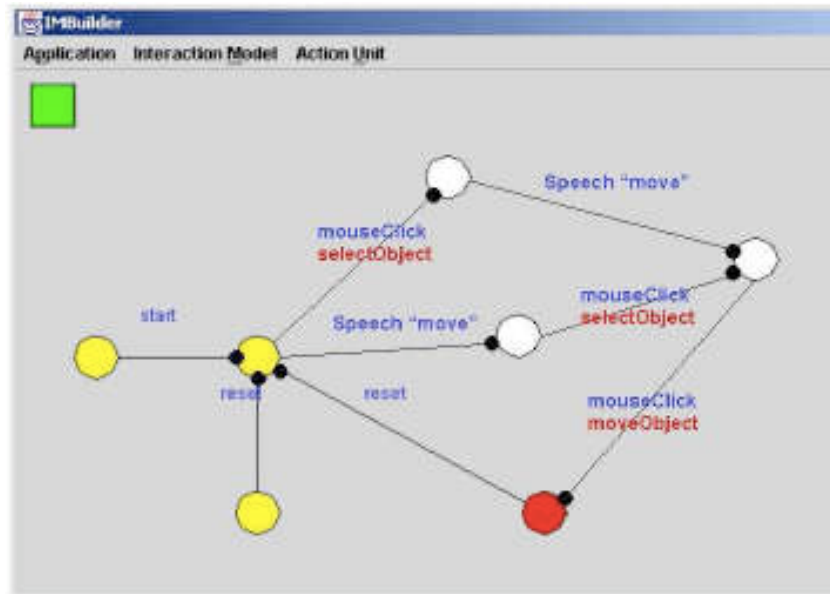 IMBuilder
Application Interaction Model Action Unit
Speech “move”
mouseClick
selectObject
mouseClick
selectObject
start
Speech “move”
reset
reset
mouseClick
moveObject